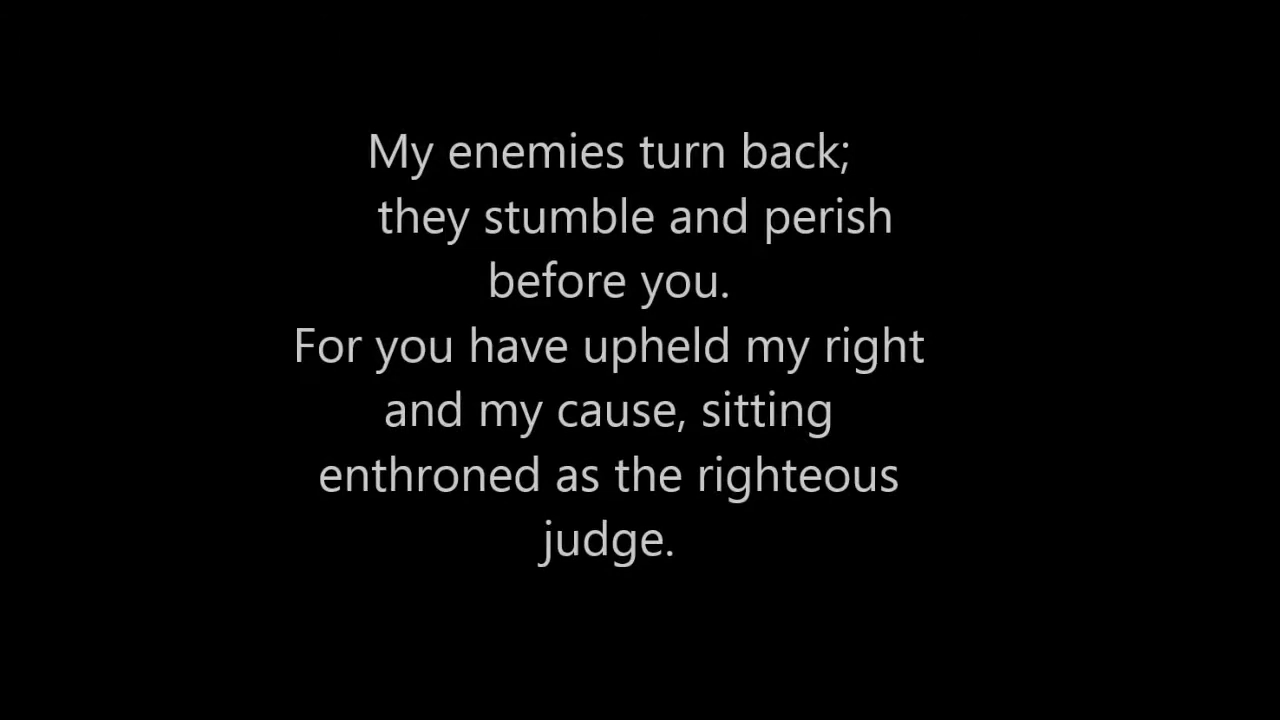 My enemies turn back;
they stumble and perish
before you.
For you have upheld my right
and my cause, sitting
enthroned as the righteous
judge.